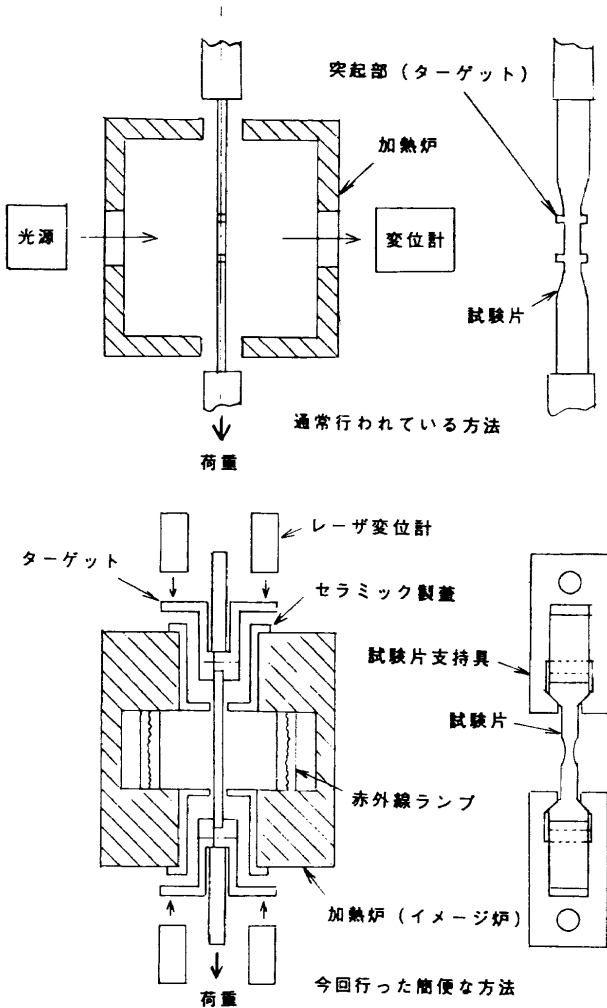 突起部(ターゲット)
加熱炉
光源
変位計
試験片
通常行われている方法
荷重
レーザ変位計
ターゲット
セラミック製蓋
試験片支持具
試験片
赤外線ランプ
加熱炉(イメージ炉)
荷重
今回行った簡便な方法